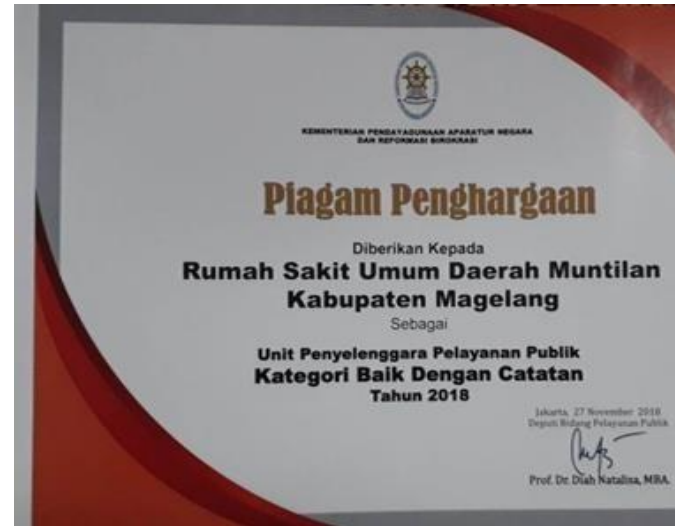 KEMENTERIAN PENDAYAGUNAAN APARATUR NEGARA
DAN REFORMASI BIROKRASI
Piagam Penghargaan
Diberikan Kepada
Rumah Sakit Umum Daerah Muntilan
Kabupaten Magelang
Sebagai
Unit Penyelenggara Pelayanan Publik
Kategori Baik Dengan Catatan
Tahun 2018
Jakarta, 27 November 2018
Deputi Bidang Pelayanan Publik
Prof. Dr. Diah Natalisa, MBA.